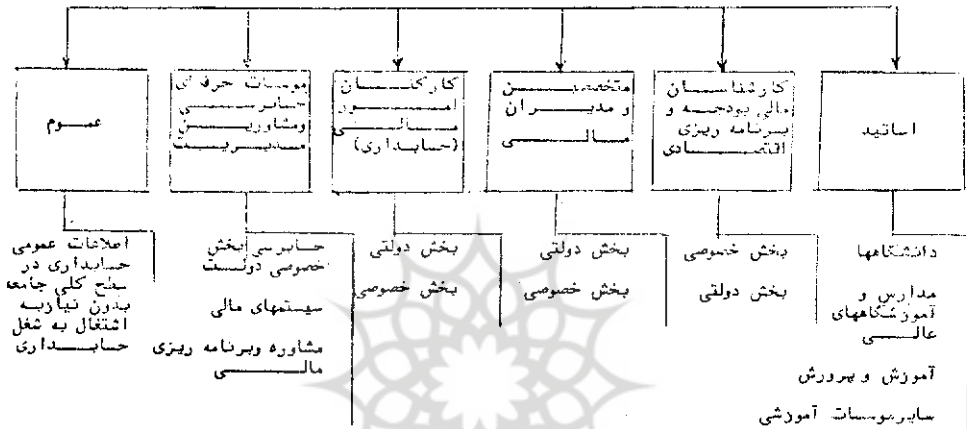 اساتید
کارشناسان
مالی بودجه و
برنامه ریزی
اقتصادی
متخصصین
و مدیران
مالی
کارکنان
امور
مالی
(حسابداری)
موسسات حرفه ای
حسابرسی
ومشاورین
مدیریت
عموم
دانشگاهها
مدارس و
آموزشگاههای
عالی
آموزش و پرورش
سایرموسسات آموزشی
بخش خصوصی
بخش دولتی
بخش دولتی
بخش خصوصی
بخش دولتی
بخش خصوصی
حسابرسی بخش
خصوصی دولت
سیستمهای مالی
مشاوره وبرنامه ریزی
مالی
اطلاعات عمومی
حسابداری در
سطح کلی جامعه
بدون نیازبه
اشتغال به شغل
حسابداری